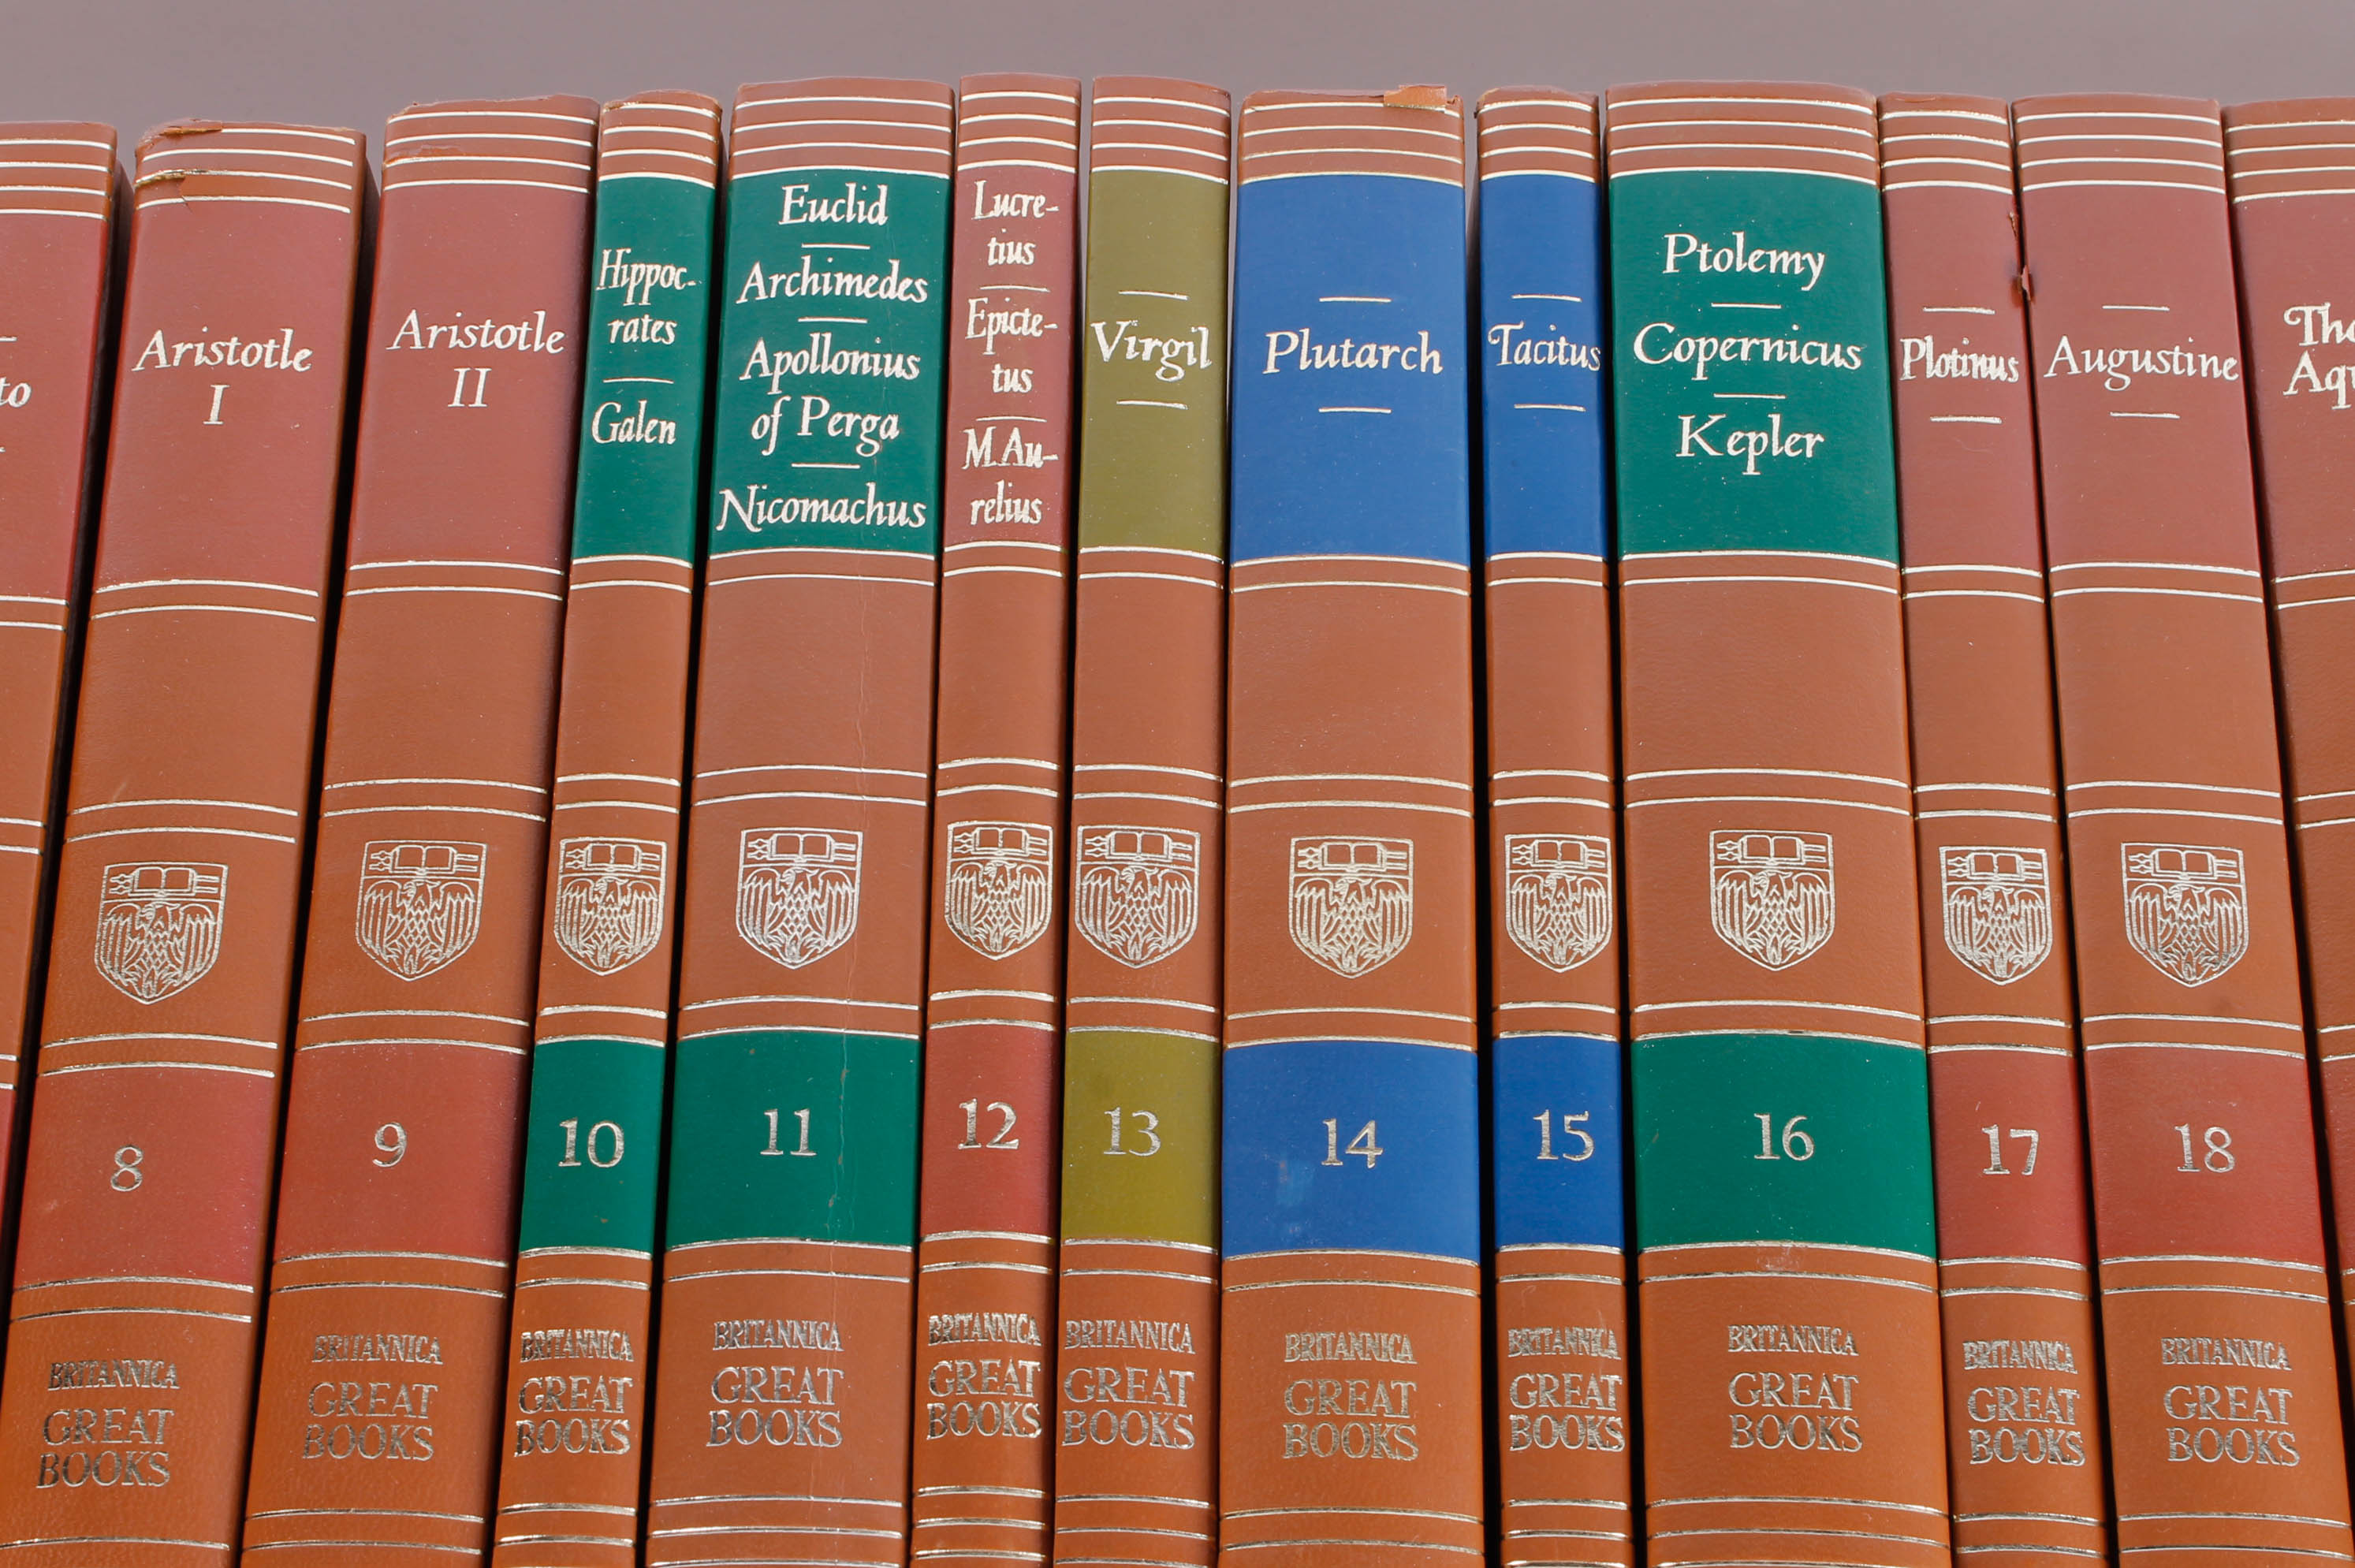 to
Aristotle
I
8
BRITANNICA
GREAT
BOOKS
Aristotle
II
9
BRITANNICA
GREAT
BOOKS
Hippoc-
rates
Galen
10
BRITANNICA
GREAT
BOOKS
Euclid
Archimedes
Apollonius
of Perga
Nicomachus
11
BRITANNICA
GREAT
BOOKS
Lucre-
tius
Epicte-
tus
M.Au-
relius
12
BRITANNICA
GREAT
BOOKS
Virgil
13
BRITANNICA
GREAT
BOOKS
Plutarch
14
BRITANNICA
GREAT
BOOKS
Tacitus
15
BRITANNICA
GREAT
BOOKS
Ptolemy
Copernicus
Kepler
16
BRITANNICA
GREAT
BOOKS
Plotinus
17
BRITANNICA
GREAT
BOOKS
Augustine
18
BRITANNICA
GREAT
BOOKS
Tho
Aqu